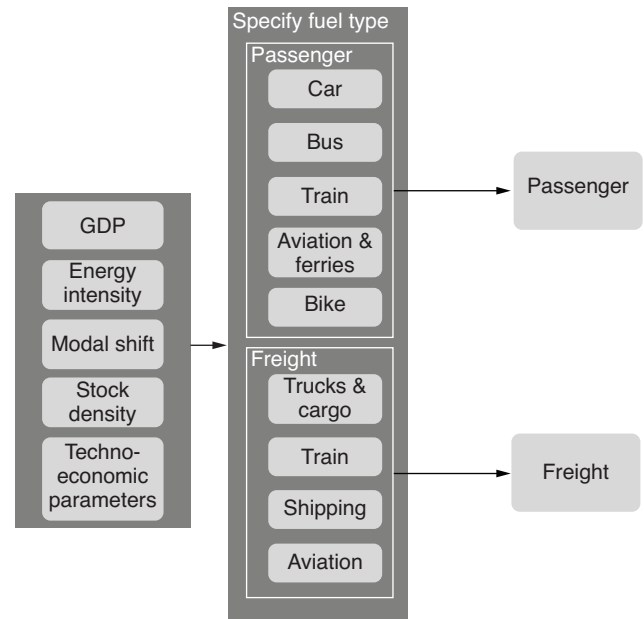 GDP
Energy
intensity
Modal shift
Stock
density
Techno-
economic
parameters
Specify fuel type
Passenger
Car
Bus
Train
Aviation &
ferries
Bike
Freight
Trucks &
cargo
Train
Shipping
Aviation
Passenger
Freight